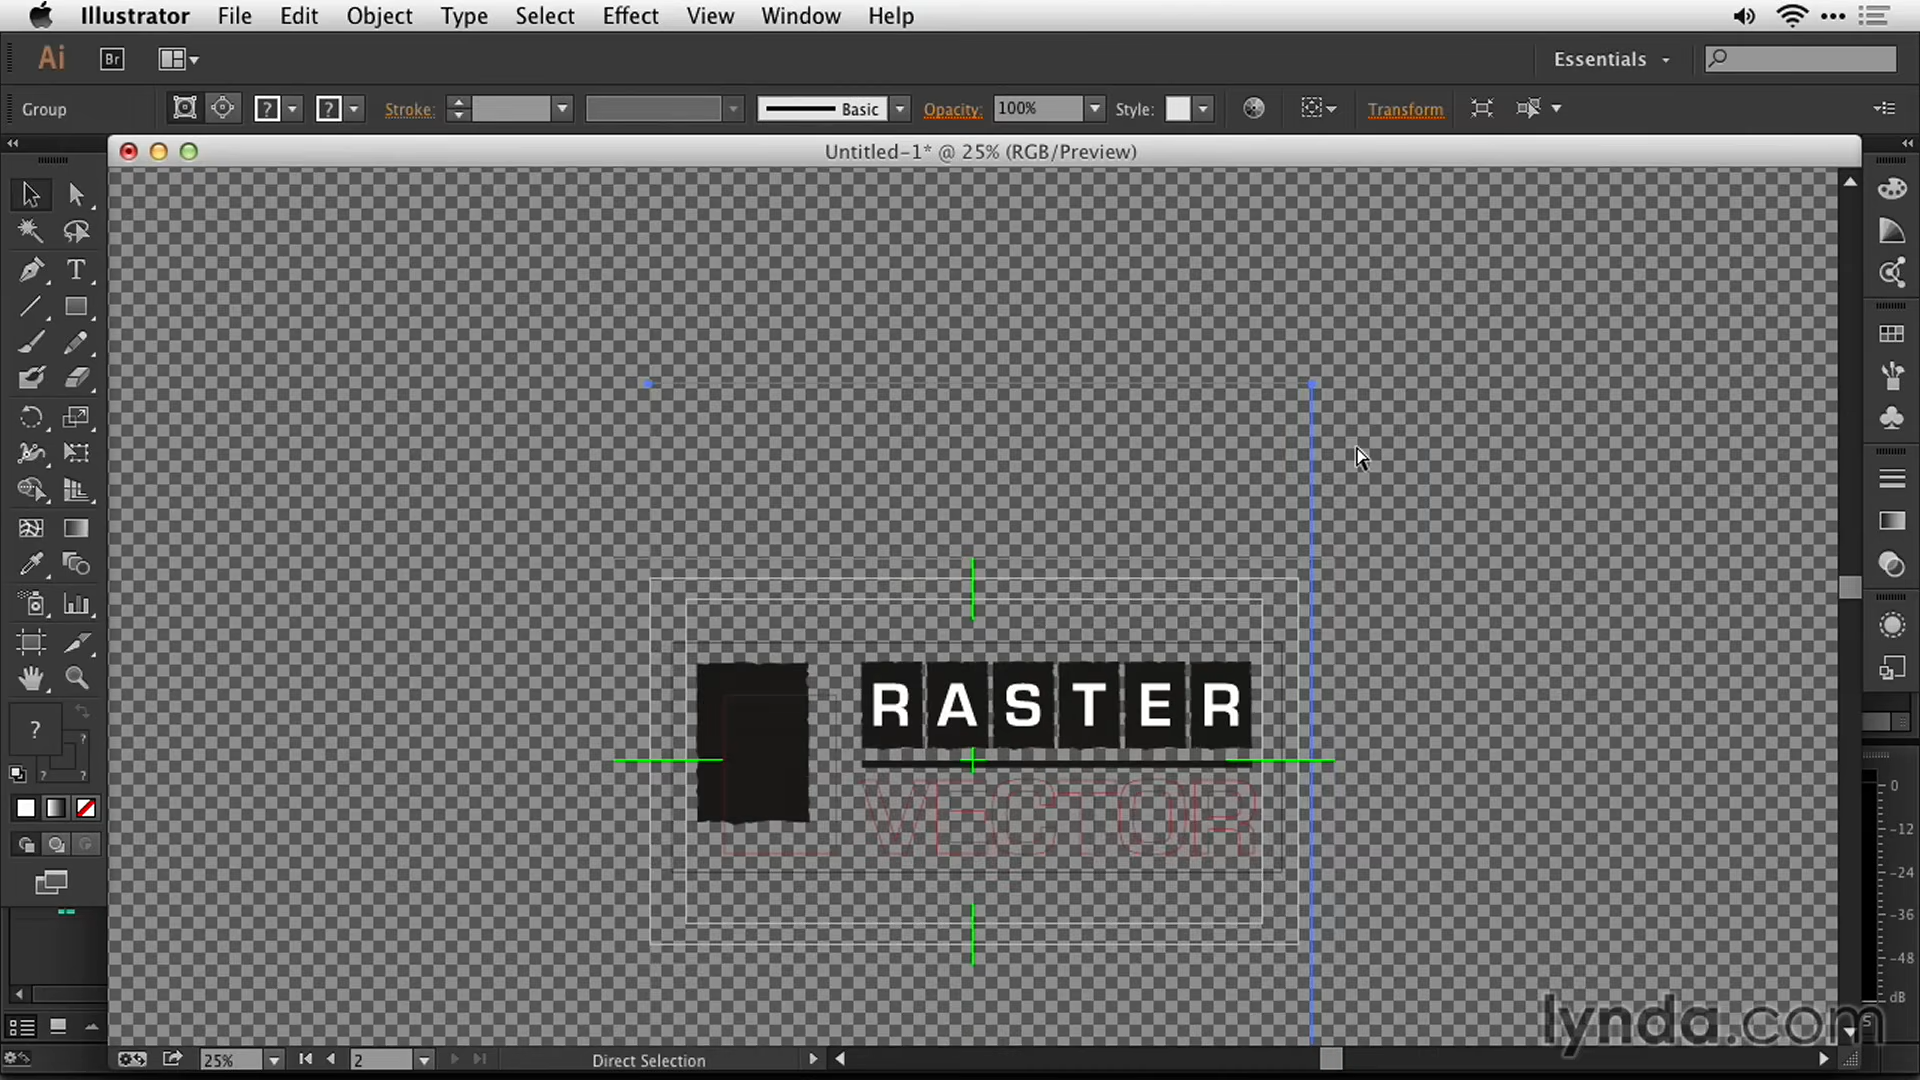 Illustrator File Edit Object Type Select Effect View Window Help
Ai Br Essentials
Group ? ? Stroke: Basic Opacity: 100% Style: Transform
Untitled-1* @ 25% (RGB/Preview)
T
RASTER
VECTOR
?
?
? ?
0
-12
-24
-36
-48
dB
lynda.com
25% 2 Direct Selection